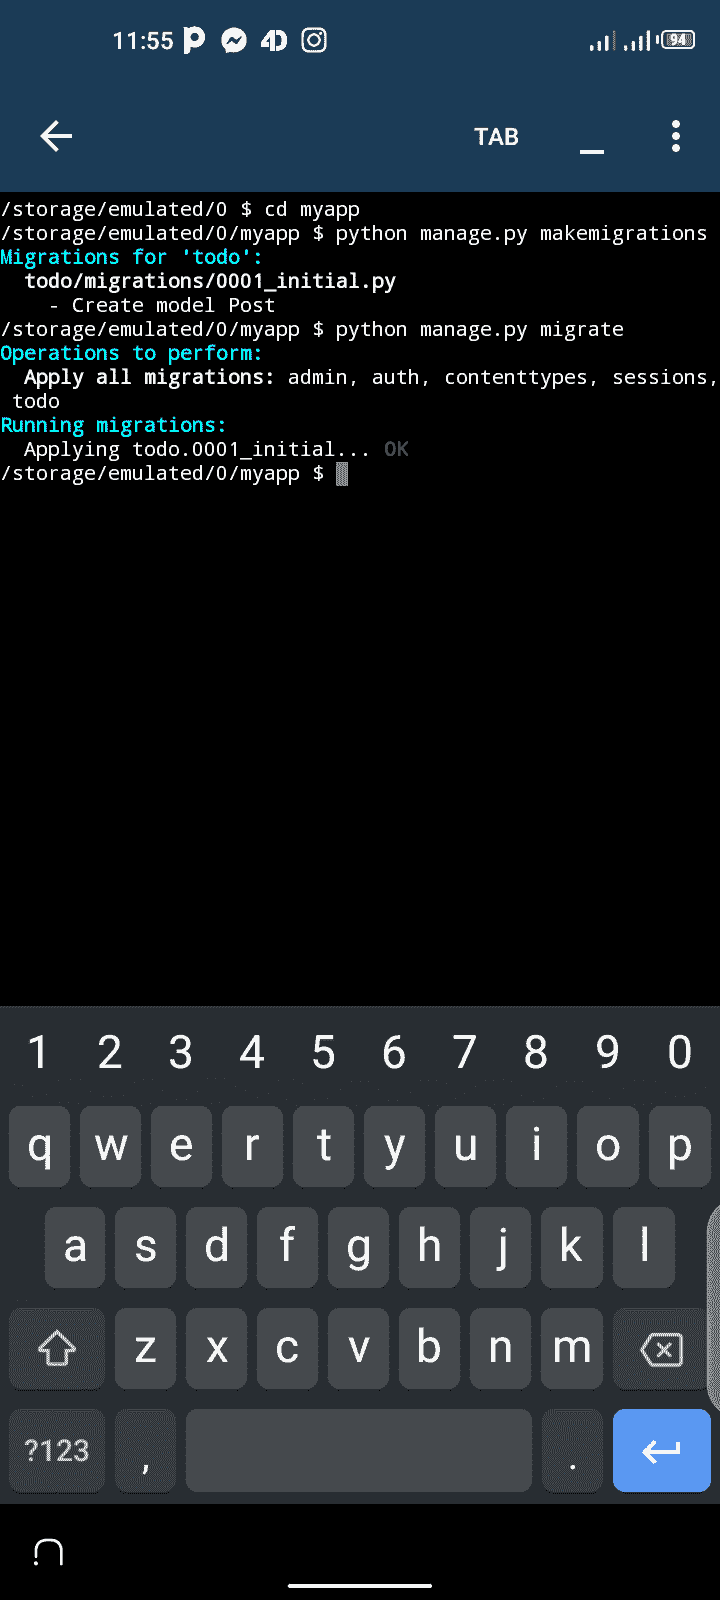 11:55
94
TAB
/storage/emulated/0 $ cd myapp
/storage/emulated/0/myapp $ python manage.py makemigrations
Migrations for 'todo':
todo/migrations/0001_initial.py
- Create model Post
/storage/emulated/0/myapp $ python manage.py migrate
Operations to perform:
Apply all migrations: admin, auth, contenttypes, sessions,
todo
Running migrations:
Applying todo.0001_initial... OK
/storage/emulated/0/myapp $
1 2 3 4 5 6 7 8 9 0
q w e r t y u i o p
a s d f g h j k l
z x c v b n m
?123 , .